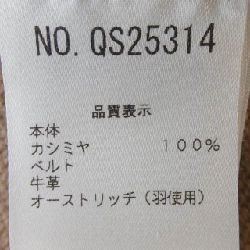 NO. QS25314
品質表示
本体
カシミヤ 100%
ベルト
牛革
オーストリッチ(羽使用)